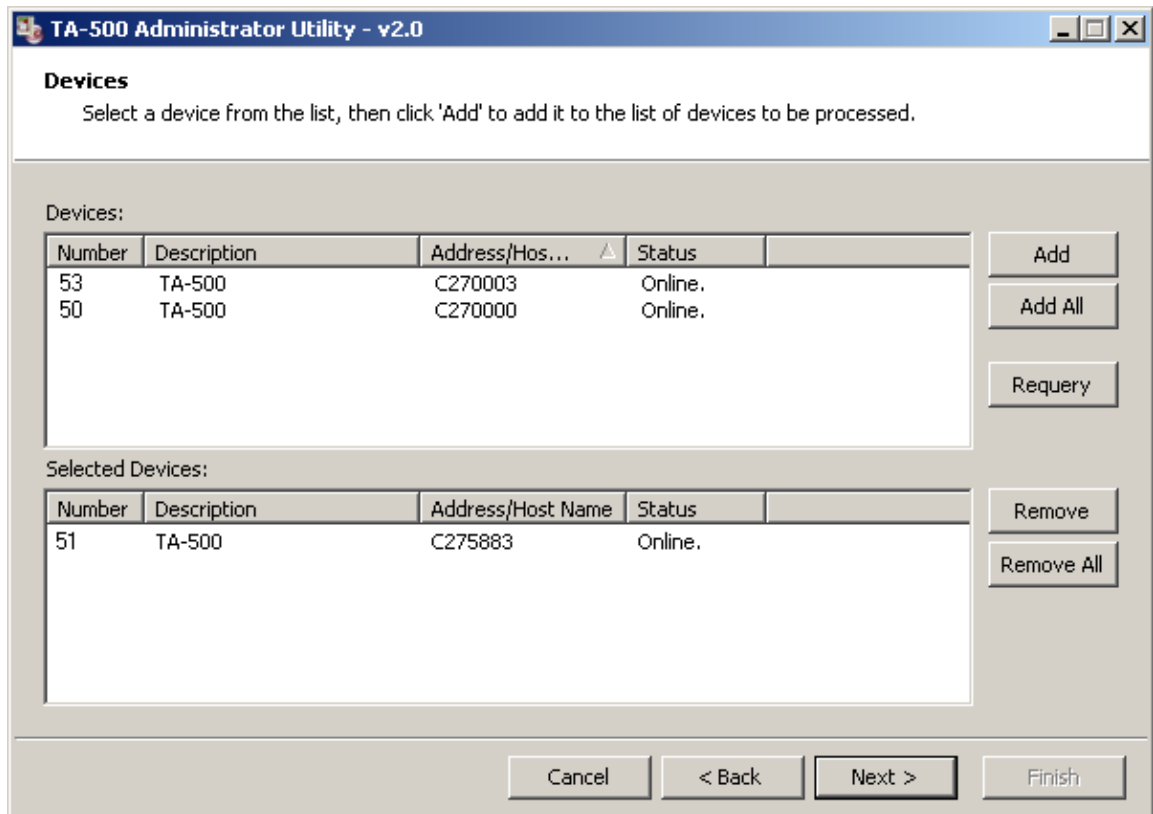 TA-500 Administrator Utility - v2.0
Devices
Select a device from the list, then click 'Add' to add it to the list of devices to be processed.
Devices:
Number Description Address/Hos... Status
53 TA-500 C270003 Online.
50 TA-500 C270000 Online.
Add
Add All
Requery
Selected Devices:
Number Description Address/Host Name Status
51 TA-500 C275883 Online.
Remove
Remove All
Cancel < Back Next > Finish